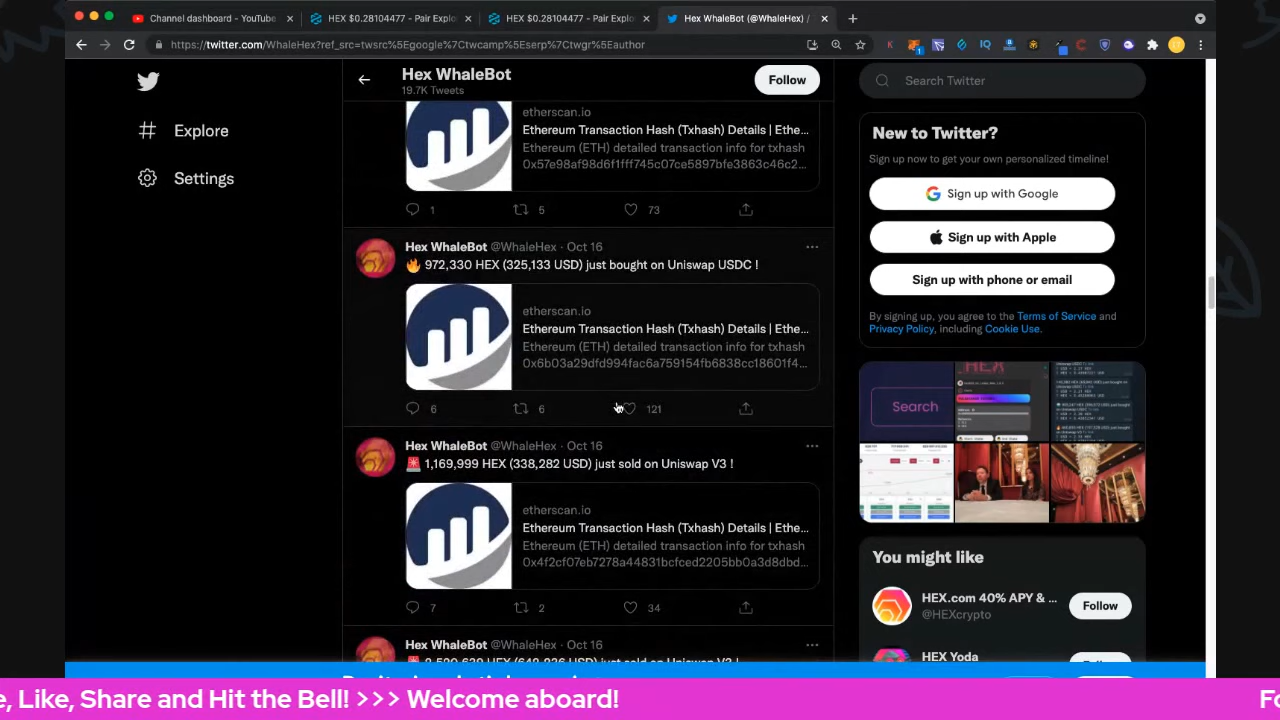 Channel dashboard - YouTube
HEX $0.28104477 - Pair Explo
HEX $0.28104477 - Pair Explo
Hex WhaleBot (@WhaleHex) /
https://twitter.com/WhaleHex?ref_src=twsrc%5Egoogle%7Ctwcamp%5Eserp%7Ctwgr%5Eauthor
Explore
Settings
Hex WhaleBot
19.7K Tweets
Follow
etherscan.io
Ethereum Transaction Hash (Txhash) Details | Ethe...
Ethereum (ETH) detailed transaction info for txhash
0x57e98af98d6f1fff745c07ce5897bfe3863c46c2...
1 5 73
Hex WhaleBot @WhaleHex · Oct 16
🔥 972,330 HEX (325,133 USD) just bought on Uniswap USDC !
etherscan.io
Ethereum Transaction Hash (Txhash) Details | Ethe...
Ethereum (ETH) detailed transaction info for txhash
0x6b03a29dfd994fac6a759154fb6838cc18601f4...
6 6 121
Hex WhaleBot @WhaleHex · Oct 16
🚨 1,169,999 HEX (338,282 USD) just sold on Uniswap V3 !
etherscan.io
Ethereum Transaction Hash (Txhash) Details | Ethe...
Ethereum (ETH) detailed transaction info for txhash
0x4f2cf07eb7278a44831bcfced2205bb0a3d8dbd...
7 2 34
Hex WhaleBot @WhaleHex · Oct 16
Search Twitter
New to Twitter?
Sign up now to get your own personalized timeline!
Sign up with Google
Sign up with Apple
Sign up with phone or email
By signing up, you agree to the Terms of Service and
Privacy Policy, including Cookie Use.
Search
HEX
You might like
HEX.com 40% APY & ...
@HEXcrypto
Follow
HEX Yoda
e, Like, Share and Hit the Bell! >>> Welcome aboard!
Fo